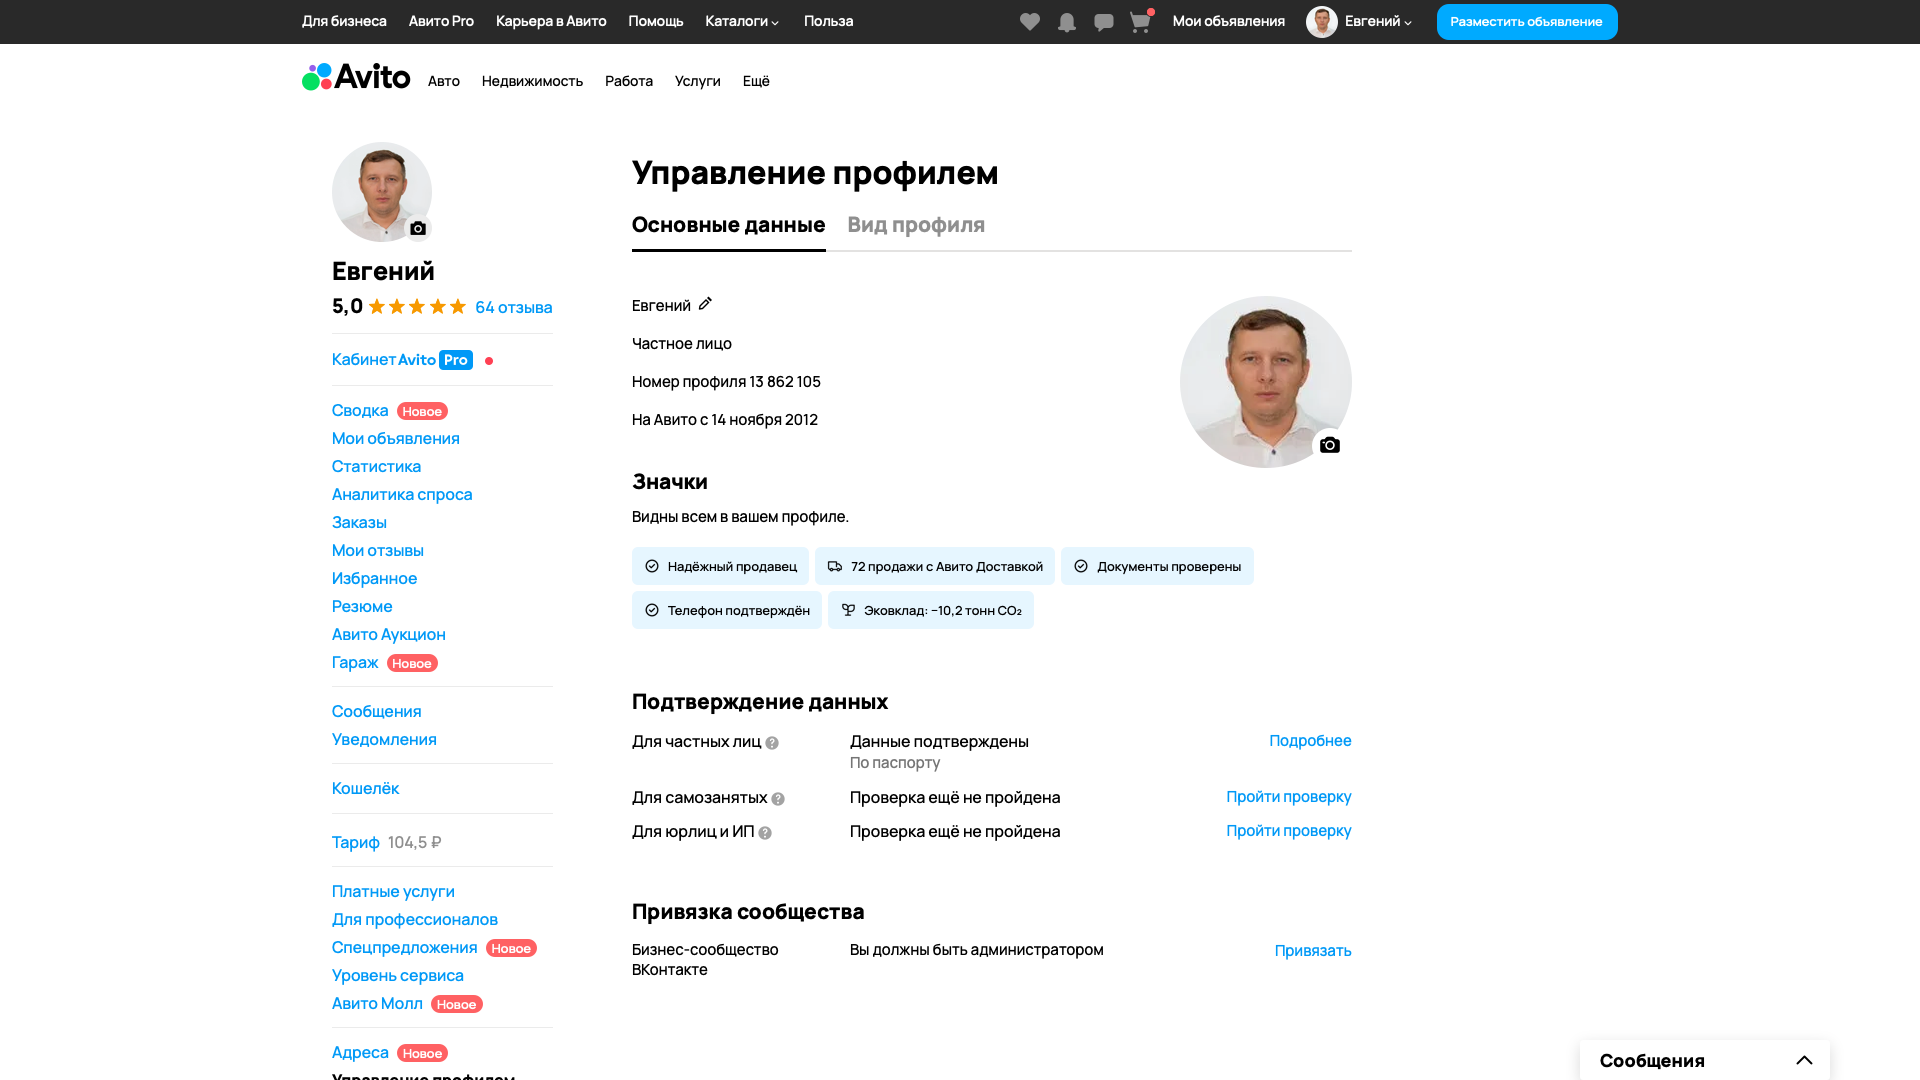 Для бизнеса Авито Pro Карьера в Авито Помощь Каталоги Польза Мои объявления Евгений Разместить объявление
Avito Авто Недвижимость Работа Услуги Ещё
Евгений
5,0 64 отзыва
Кабинет Avito Pro
Сводка Новое
Мои объявления
Статистика
Аналитика спроса
Заказы
Мои отзывы
Избранное
Резюме
Авито Аукцион
Гараж Новое
Сообщения
Уведомления
Кошелёк
Тариф 104,5 ₽
Платные услуги
Для профессионалов
Спецпредложения Новое
Уровень сервиса
Авито Молл Новое
Адреса Новое
Управление профилем
Управление профилем
Основные данные Вид профиля
Евгений
Частное лицо
Номер профиля 13 862 105
На Авито с 14 ноября 2012
Значки
Видны всем в вашем профиле.
Надёжный продавец 72 продажи с Авито Доставкой Документы проверены
Телефон подтверждён Эковклад: −10,2 тонн CO₂
Подтверждение данных
Для частных лиц ? Данные подтверждены Подробнее
По паспорту
Для самозанятых ? Проверка ещё не пройдена Пройти проверку
Для юрлиц и ИП ? Проверка ещё не пройдена Пройти проверку
Привязка сообщества
Бизнес-сообщество Вы должны быть администратором Привязать
ВКонтакте
Сообщения